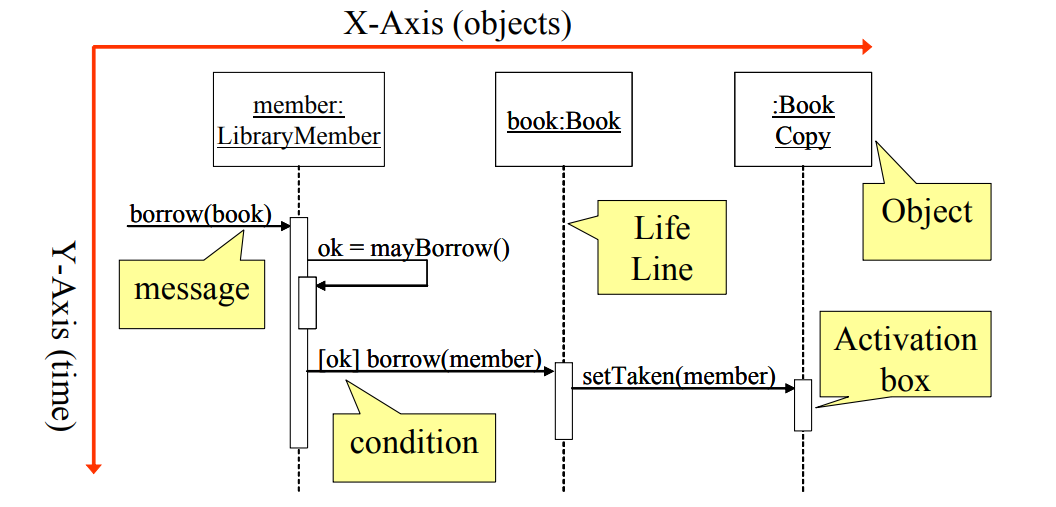 X-Axis (objects)
member:
LibraryMember
book:Book
:Book
Copy
Object
borrow(book)
Life
Line
ok = mayBorrow()
message
Y-Axis (time)
Activation
box
[ok] borrow(member)
setTaken(member)
condition